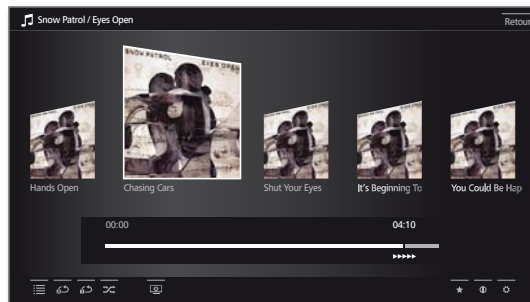 Snow Patrol / Eyes Open
Retour
SNOW PATROL EYES OPEN
Hands Open
Chasing Cars
Shut Your Eyes
It's Beginning To
You Could Be Hap
00:00
04:10